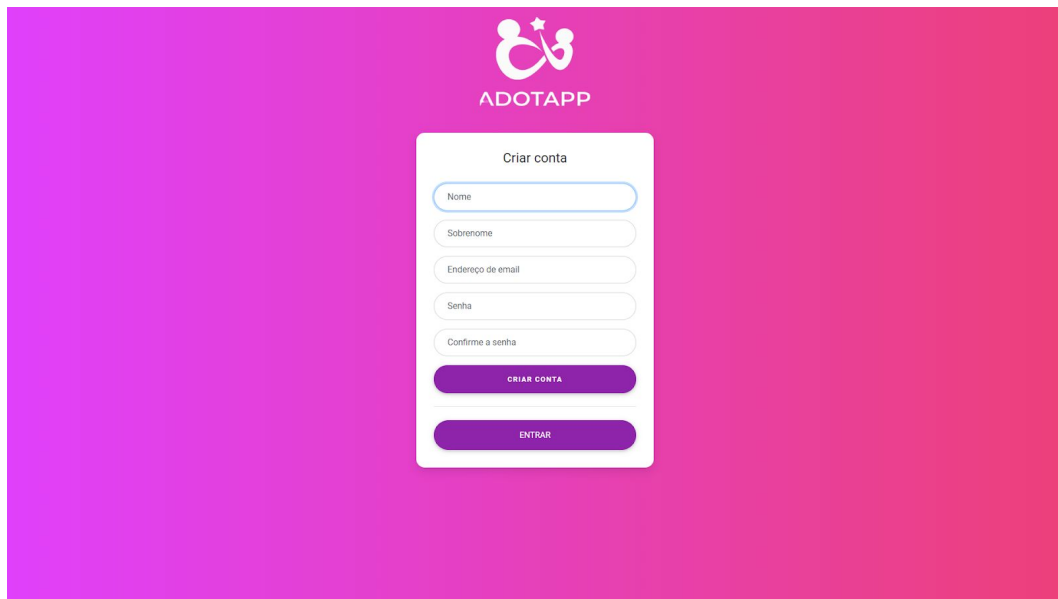 ADOTAPP
Criar conta
Nome
Sobrenome
Endereço de email
Senha
Confirme a senha
CRIAR CONTA
ENTRAR